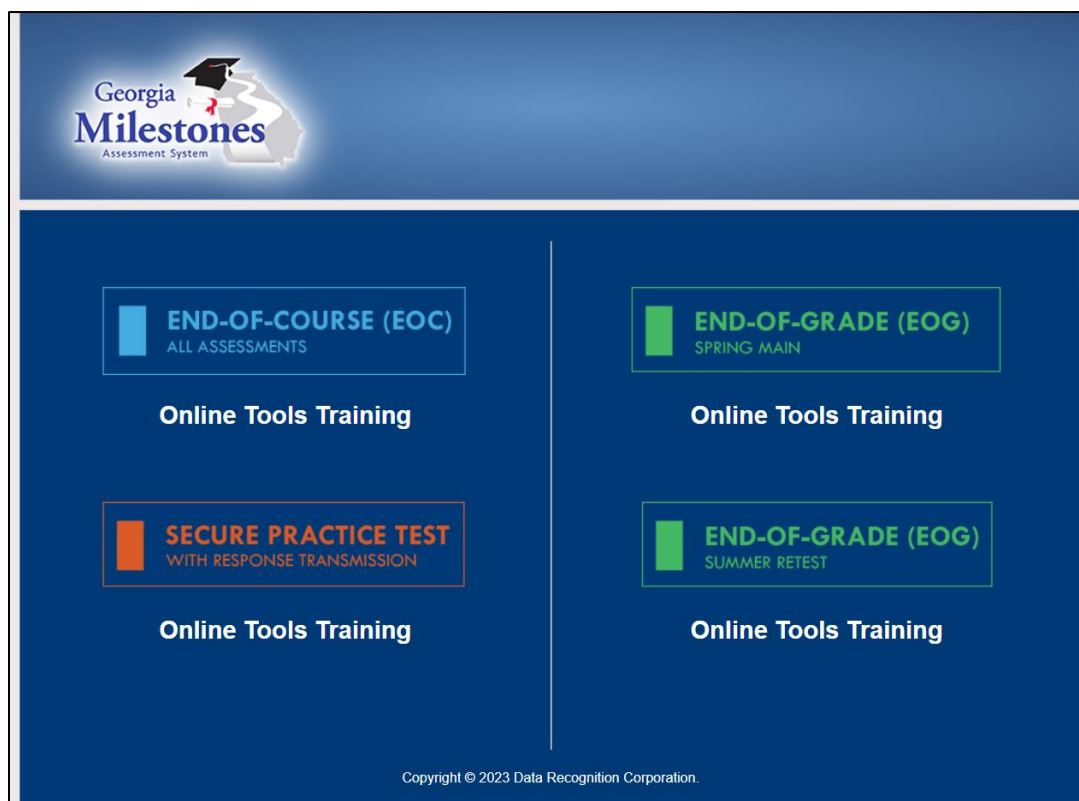 Georgia
Milestones
Assessment System
END-OF-COURSE (EOC)
ALL ASSESSMENTS
Online Tools Training
SECURE PRACTICE TEST
WITH RESPONSE TRANSMISSION
Online Tools Training
END-OF-GRADE (EOG)
SPRING MAIN
Online Tools Training
END-OF-GRADE (EOG)
SUMMER RETEST
Online Tools Training
Copyright © 2023 Data Recognition Corporation.